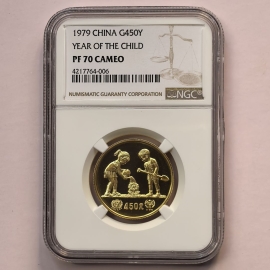 1979 CHINA G450Y
YEAR OF THE CHILD
PF 70 CAMEO
4217764-006
NUMISMATIC GUARANTY CORPORATION
NGC
450元